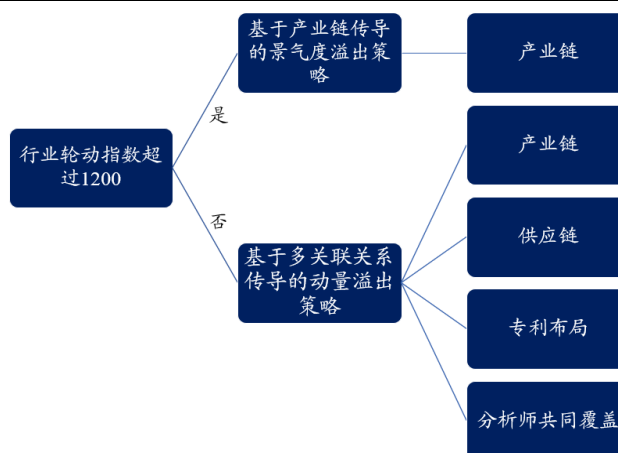 基于产业链传导
的景气度溢出策
略
产业链
是
产业链
行业轮动指数超
过1200
否
供应链
基于多关联关系
传导的动量溢出
策略
专利布局
分析师共同覆盖